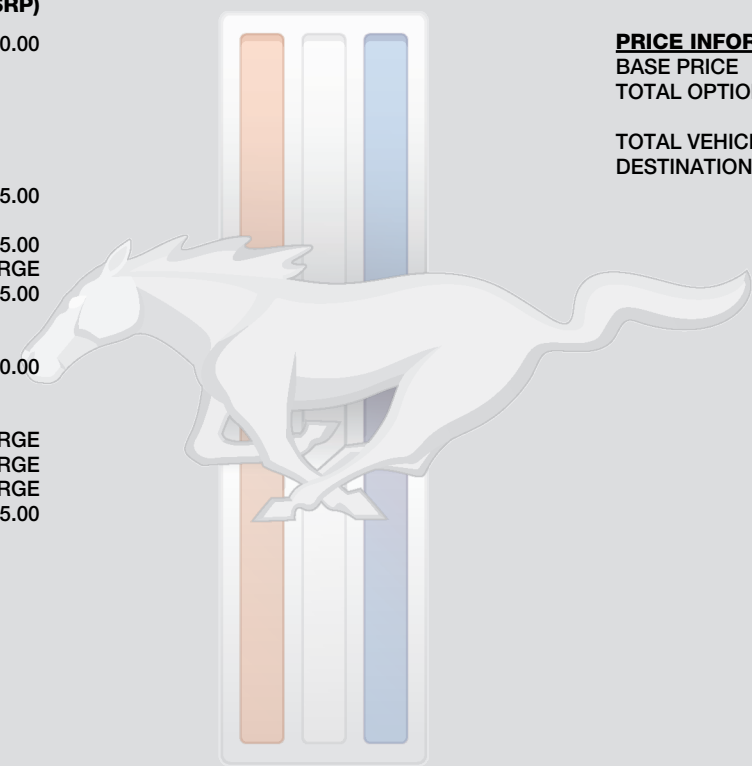 SRP)
0.00
5.00
5.00
RGE
5.00
0.00
RGE
RGE
RGE
5.00
PRICE INFOR
BASE PRICE
TOTAL OPTION
TOTAL VEHICL
DESTINATION